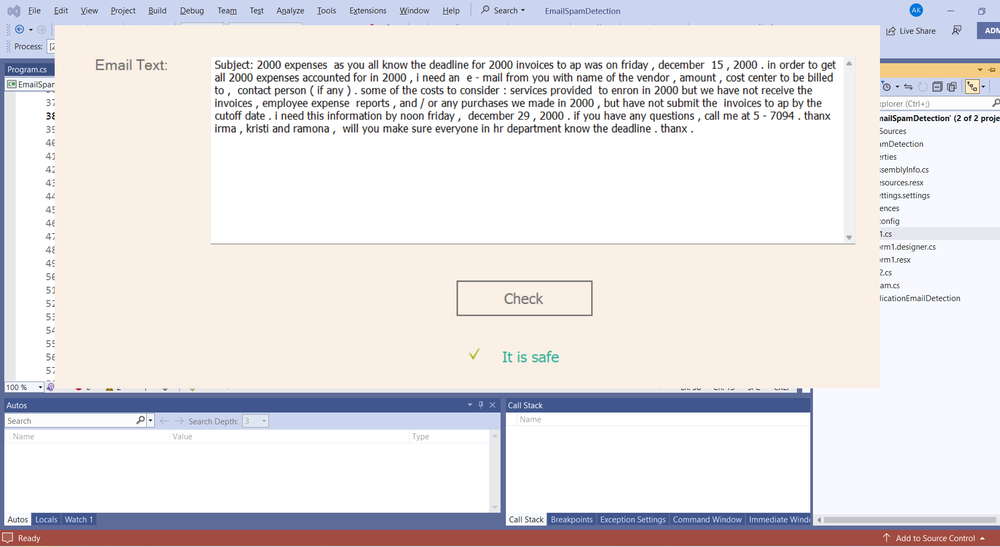 File Edit View Project Build Debug Team Test Analyze Tools Extensions Window Help Search EmailSpamDetection AK
Live Share
Process: [2
Program.cs
C# EmailSpam
Email Text:
Subject: 2000 expenses  as you all know the deadline for 2000 invoices to ap was on friday , december  15 , 2000 . in order to get
all 2000 expenses accounted for in 2000 , i need an  e - mail from you with name of the vendor , amount , cost center to be billed
to ,  contact person ( if any ) . some of the costs to consider : services provided  to enron in 2000 but we have not receive the
invoices , employee expense  reports , and / or any purchases we made in 2000 , but have not submit the  invoices to ap by the
cutoff date . i need this information by noon friday ,  december 29 , 2000 . if you have any questions , call me at 5 - 7094 . thanx
irma , kristi and ramona ,  will you make sure everyone in hr department know the deadline . thanx .
Check
It is safe
37
38
39
40
41
42
43
44
45
46
47
48
49
50
51
52
53
54
55
56
57
100 %
xplorer (Ctrl+;)
mailSpamDetection' (2 of 2 proje
Sources
amDetection
erties
ssemblyInfo.cs
esources.resx
ettings.settings
ences
config
1.cs
orm1.designer.cs
orm1.resx
2.cs
am.cs
licationEmailDetection
Autos
Search Search Depth: 3
Name Value Type
Autos Locals Watch 1
Call Stack
Name
Call Stack Breakpoints Exception Settings Command Window Immediate Windo
Ready
Add to Source Control